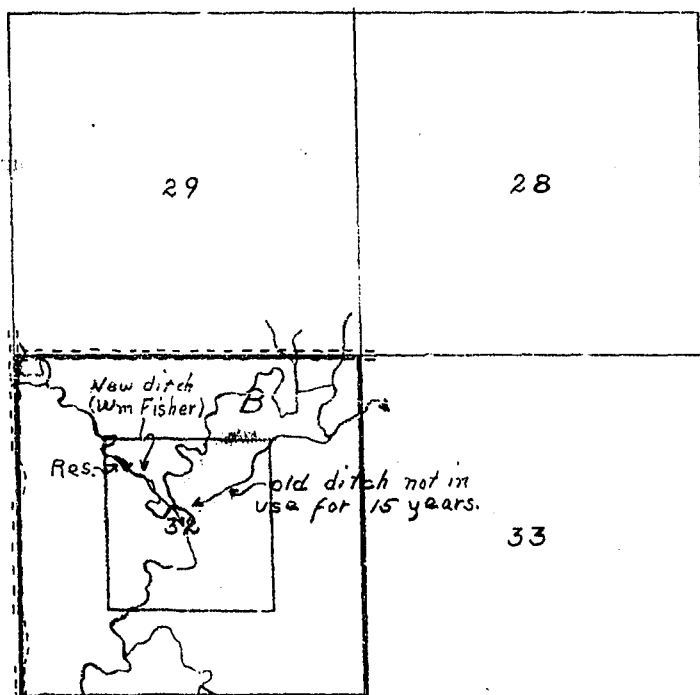 29
28
New ditch
(Wm Fisher)
B
Res.
old ditch not in
use for 15 years.
32
33